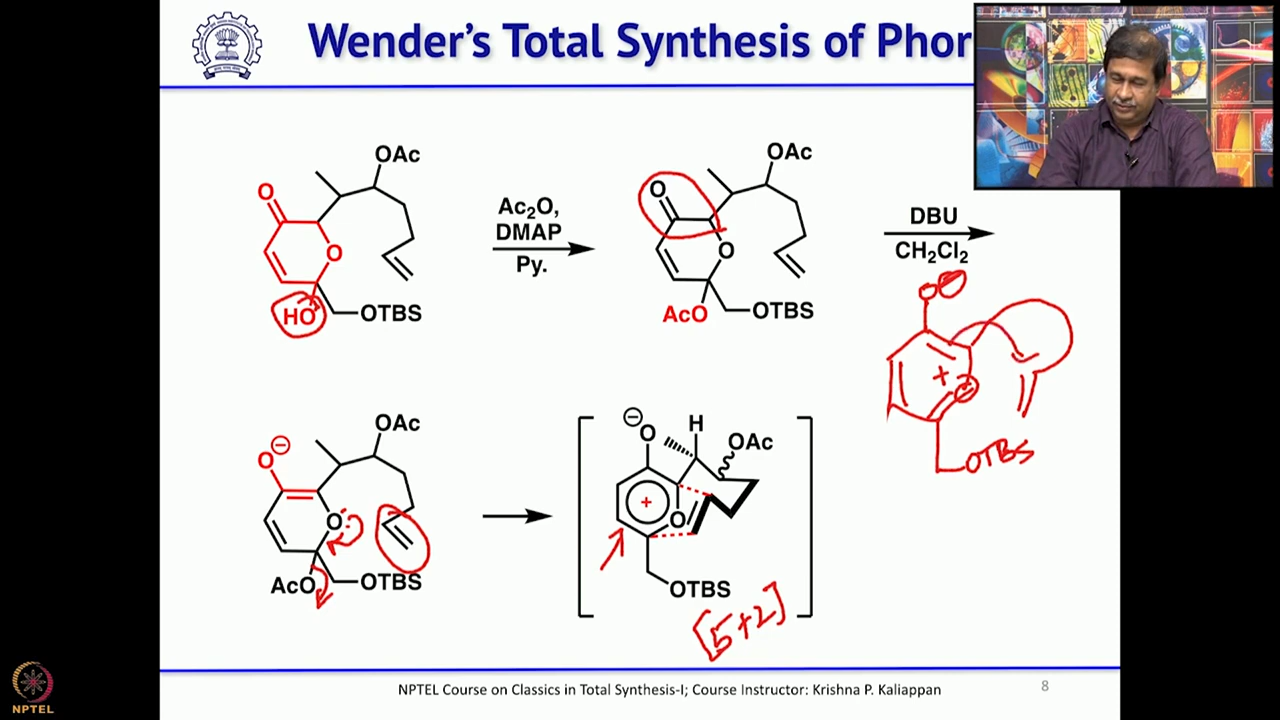 Wender's Total Synthesis of Phor
OAc
O
O
HO
OTBS
Ac₂O,
DMAP
Py.
OAc
O
O
AcO
OTBS
DBU
CH₂Cl₂
O
+
OTBS
OAc
O
O
AcO
OTBS
O
H
OAc
+
O
OTBS
[5+2]
NPTEL Course on Classics in Total Synthesis-I; Course Instructor: Krishna P. Kaliappan
8
NPTEL